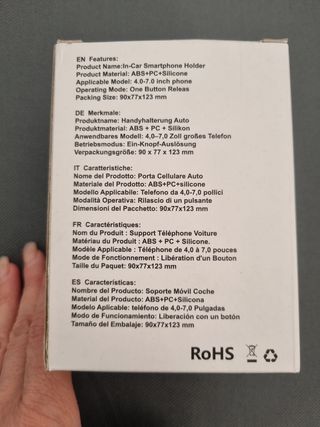 EN Features:
Product Name:In-Car Smartphone Holder
Product Material: ABS+PC+Silicone
Applicable Model: 4.0-7.0 inch phone
Operating Mode: One Button Releas
Packing Size: 90x77x123 mm
DE Merkmale:
Produktname: Handyhalterung Auto
Produktmaterial: ABS + PC + Silikon
Anwendbares Modell: 4,0–7,0 Zoll großes Telefon
Betriebsmodus: Ein-Knopf-Auslösung
Verpackungsgröße: 90 x 77 x 123 mm
IT Caratteristiche:
Nome del Prodotto: Porta Cellulare Auto
Materiale del Prodotto: ABS+PC+silicone
Modello Applicabile: Telefono da 4,0-7,0 pollici
Modalità Operativa: Rilascio di un pulsante
Dimensioni del Pacchetto: 90x77x123 mm
FR Caractéristiques:
Nom du Produit : Support Téléphone Voiture
Matériau du Produit : ABS + PC + Silicone.
Modèle Applicable : Téléphone de 4,0 à 7,0 pouces
Mode de Fonctionnement : Libération d'un Bouton
Taille du Paquet: 90x77x123 mm
ES Características:
Nombre del Producto: Soporte Móvil Coche
Material del Producto: ABS+PC+Silicona
Modelo Aplicable: teléfono de 4,0-7,0 Pulgadas
Modo de Funcionamiento: Liberación con un botón
Tamaño del Embalaje: 90x77x123 mm
RoHS